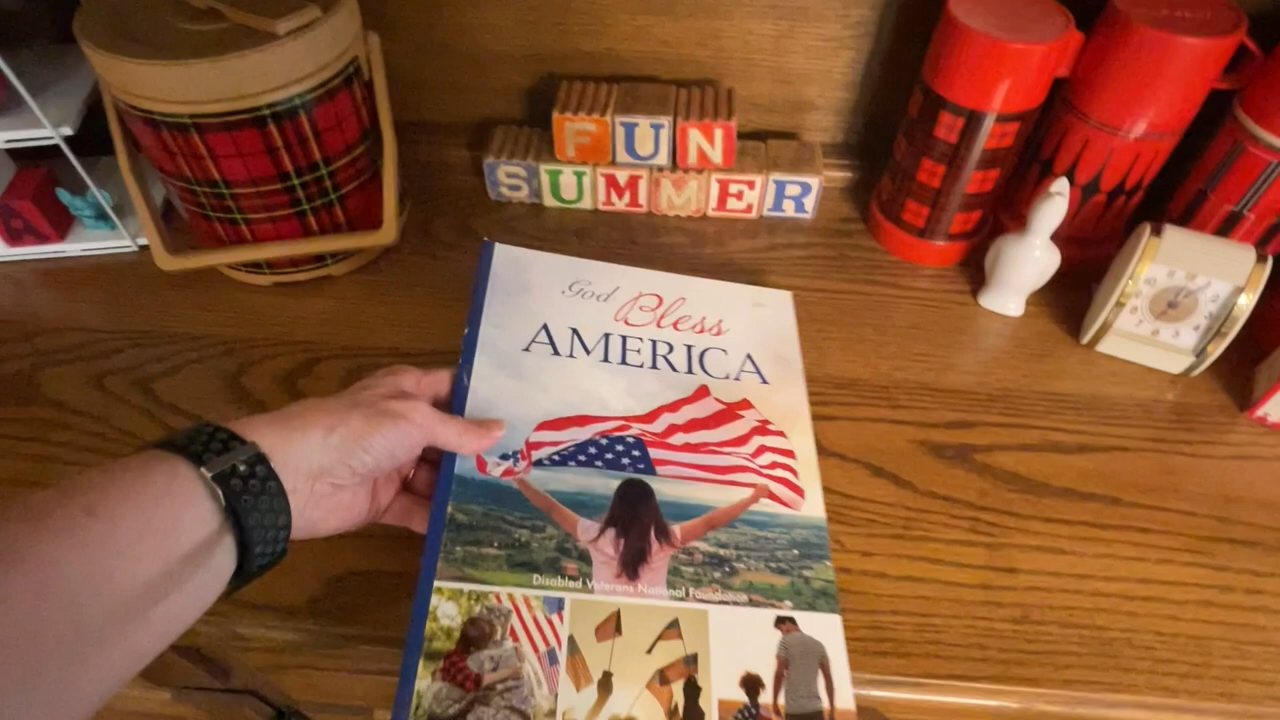 FUN
SUMMER
God Bless
AMERICA
Disabled Veterans National Foundation